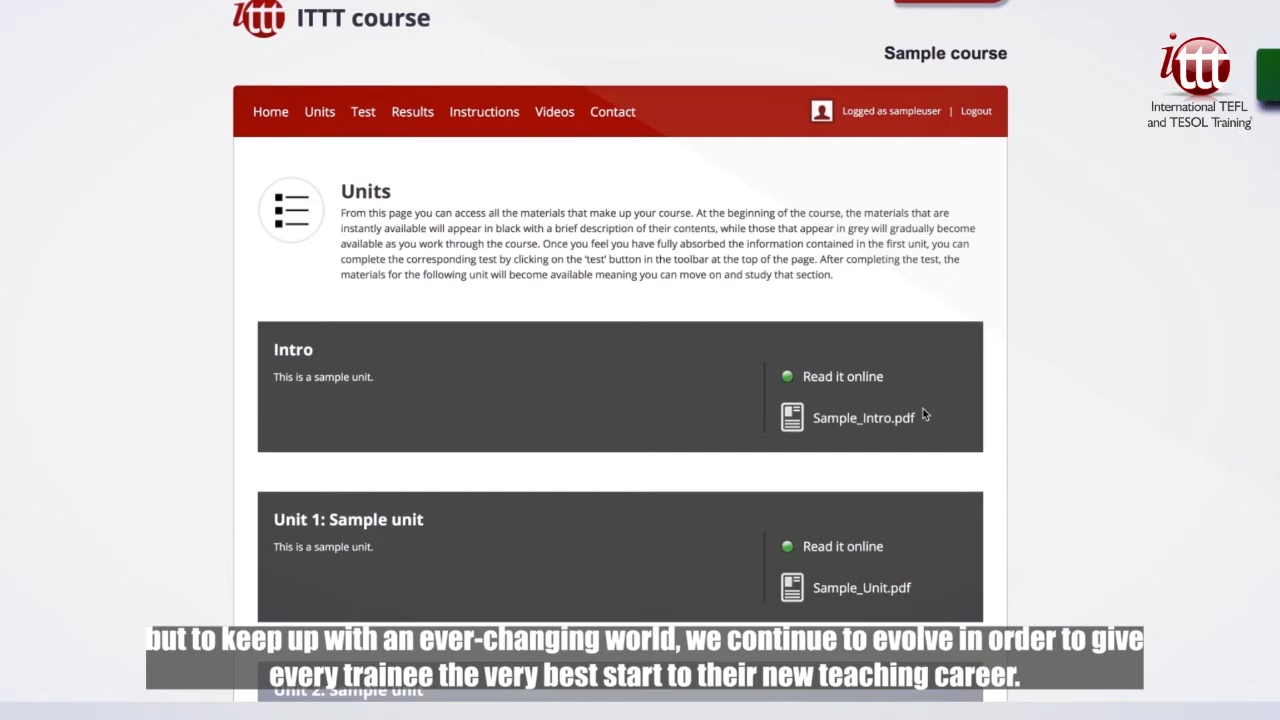 ittt ITTT course
Sample course
ittt
International TEFL
and TESOL Training
Home Units Test Results Instructions Videos Contact Logged as sampleuser | Logout
Units
From this page you can access all the materials that make up your course. At the beginning of the course, the materials that are
instantly available will appear in black with a brief description of their contents, while those that appear in grey will gradually become
available as you work through the course. Once you feel you have fully absorbed the information contained in the first unit, you can
complete the corresponding test by clicking on the 'test' button in the toolbar at the top of the page. After completing the test, the
materials for the following unit will become available meaning you can move on and study that section.
Intro
This is a sample unit.
Read it online
Sample_Intro.pdf
Unit 1: Sample unit
This is a sample unit.
Read it online
Sample_Unit.pdf
but to keep up with an ever-changing world, we continue to evolve in order to give
every trainee the very best start to their new teaching career.
Unit 2: Sample unit